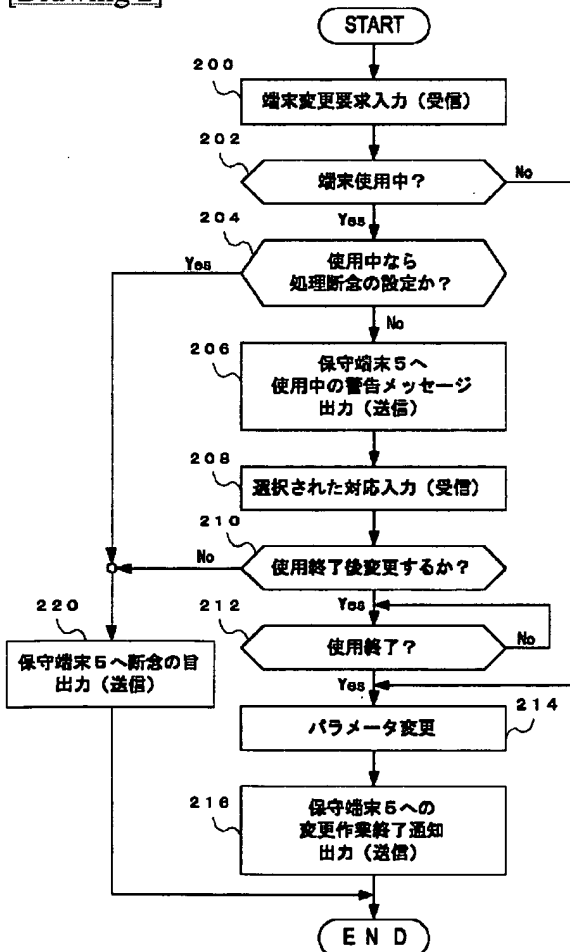 START
200
端末変更要求入力（受信）
202
端末使用中？
No
Yes
204
使用中なら
処理断念の設定か？
Yes
No
206
保守端末5へ
使用中の警告メッセージ
出力（送信）
208
選択された対応入力（受信）
210
使用終了後変更するか？
No
Yes
212
使用終了？
No
Yes
220
保守端末5へ断念の旨
出力（送信）
214
パラメータ変更
216
保守端末5への
変更作業終了通知
出力（送信）
END